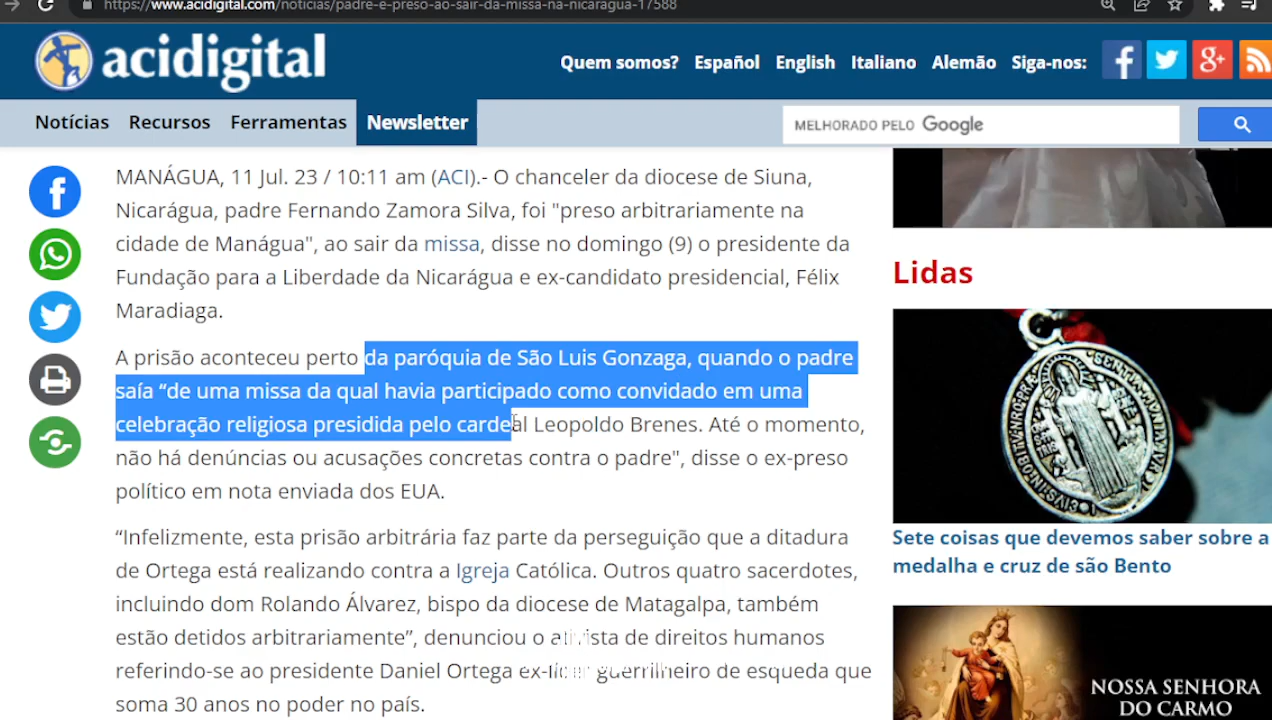 https://www.acidigital.com/noticias/padre-e-preso-ao-sair-da-missa-na-nicaragua-17588
acidigital
Quem somos? Español English Italiano Alemão Siga-nos:
Notícias Recursos Ferramentas Newsletter
MELHORADO PELO Google
MANÁGUA, 11 Jul. 23 / 10:11 am (ACI).- O chanceler da diocese de Siuna,
Nicarágua, padre Fernando Zamora Silva, foi "preso arbitrariamente na
cidade de Manágua", ao sair da missa, disse no domingo (9) o presidente da
Fundação para a Liberdade da Nicarágua e ex-candidato presidencial, Félix
Maradiaga.
A prisão aconteceu perto da paróquia de São Luis Gonzaga, quando o padre
saía “de uma missa da qual havia participado como convidado em uma
celebração religiosa presidida pelo cardeal Leopoldo Brenes. Até o momento,
não há denúncias ou acusações concretas contra o padre", disse o ex-preso
político em nota enviada dos EUA.
“Infelizmente, esta prisão arbitrária faz parte da perseguição que a ditadura
de Ortega está realizando contra a Igreja Católica. Outros quatro sacerdotes,
incluindo dom Rolando Álvarez, bispo da diocese de Matagalpa, também
estão detidos arbitrariamente”, denunciou o ativista de direitos humanos
referindo-se ao presidente Daniel Ortega ex-líder guerrilheiro de esqueda que
soma 30 anos no poder no país.
Lidas
Sete coisas que devemos saber sobre a
medalha e cruz de são Bento
NOSSA SENHORA
DO CARMO